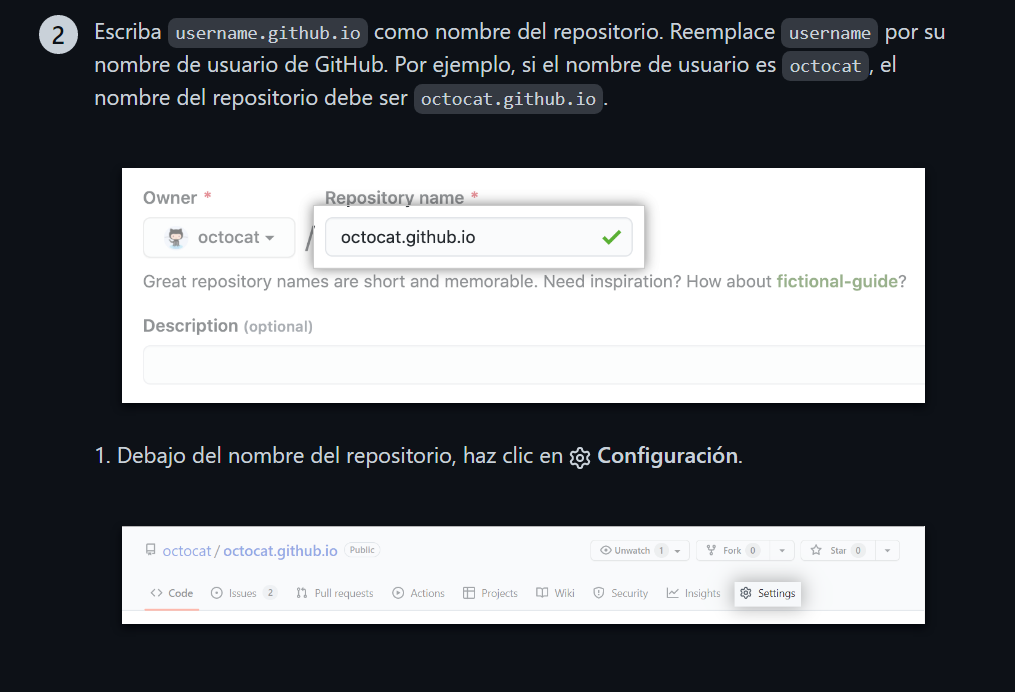 2
Escriba username.github.io como nombre del repositorio. Reemplace username por su
nombre de usuario de GitHub. Por ejemplo, si el nombre de usuario es octocat, el
nombre del repositorio debe ser octocat.github.io.
Owner * Repository name *
octocat / octocat.github.io
Great repository names are short and memorable. Need inspiration? How about fictional-guide?
Description (optional)
1. Debajo del nombre del repositorio, haz clic en Configuración.
octocat / octocat.github.io Public Unwatch 1 Fork 0 Star 0
<> Code Issues 2 Pull requests Actions Projects Wiki Security Insights Settings